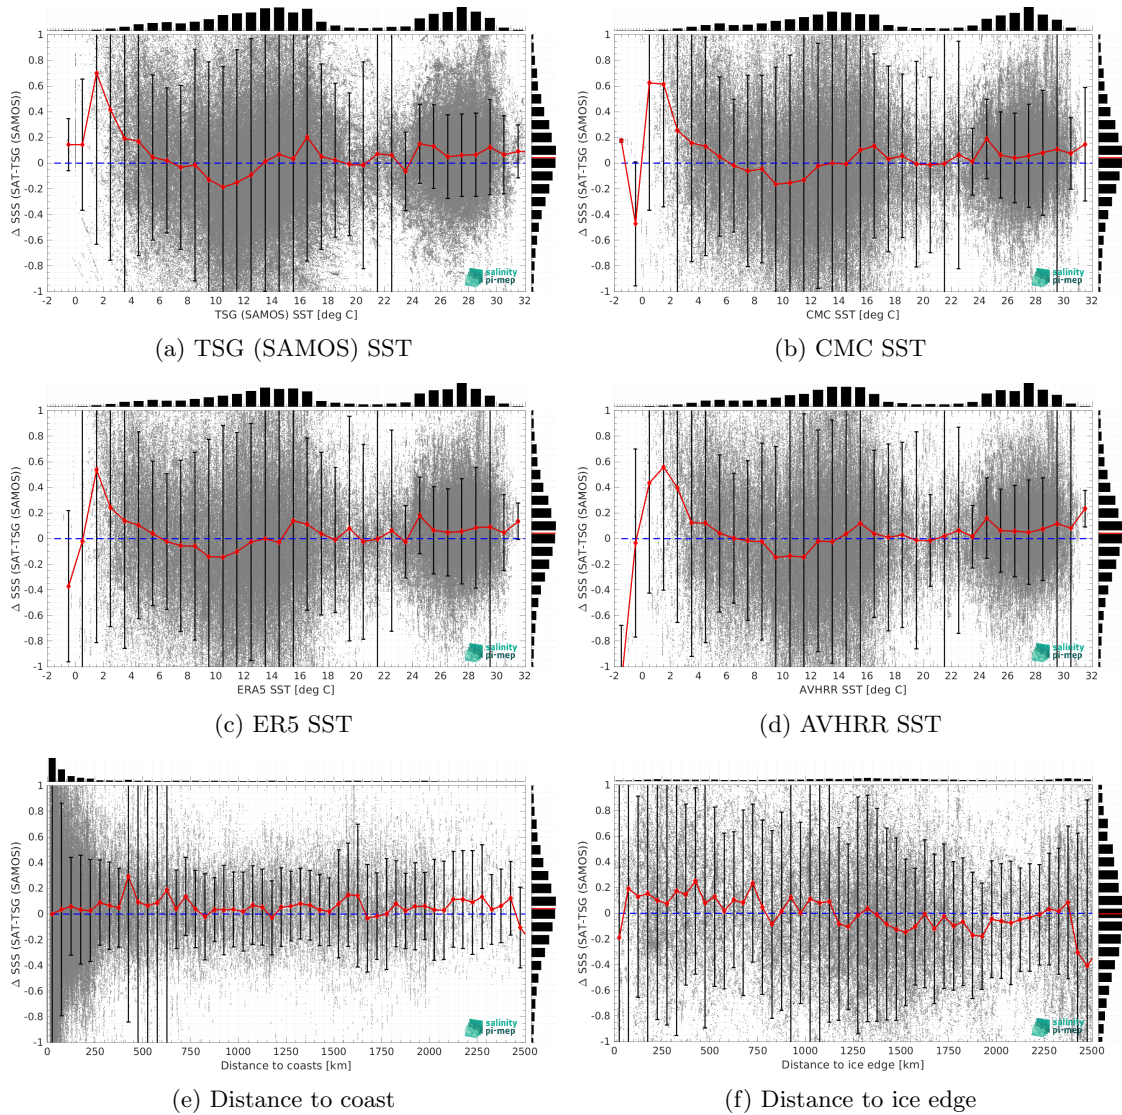 1
0.8
0.6
0.4
0.2
0
-0.2
-0.4
-0.6
-0.8
-1
Δ SSS (SAT-TSG (SAMOS))
salinity
pi-mep
-2 0 2 4 6 8 10 12 14 16 18 20 22 24 26 28 30 32
TSG (SAMOS) SST [deg C]
(a) TSG (SAMOS) SST
1
0.8
0.6
0.4
0.2
0
-0.2
-0.4
-0.6
-0.8
-1
Δ SSS (SAT-TSG (SAMOS))
salinity
pi-mep
-2 0 2 4 6 8 10 12 14 16 18 20 22 24 26 28 30 32
CMC SST [deg C]
(b) CMC SST
1
0.8
0.6
0.4
0.2
0
-0.2
-0.4
-0.6
-0.8
-1
Δ SSS (SAT-TSG (SAMOS))
salinity
pi-mep
-2 0 2 4 6 8 10 12 14 16 18 20 22 24 26 28 30 32
ERA5 SST [deg C]
(c) ER5 SST
1
0.8
0.6
0.4
0.2
0
-0.2
-0.4
-0.6
-0.8
-1
Δ SSS (SAT-TSG (SAMOS))
salinity
pi-mep
-2 0 2 4 6 8 10 12 14 16 18 20 22 24 26 28 30 32
AVHRR SST [deg C]
(d) AVHRR SST
1
0.8
0.6
0.4
0.2
0
-0.2
-0.4
-0.6
-0.8
-1
Δ SSS (SAT-TSG (SAMOS))
salinity
pi-mep
0 250 500 750 1000 1250 1500 1750 2000 2250 2500
Distance to coasts [km]
(e) Distance to coast
1
0.8
0.6
0.4
0.2
0
-0.2
-0.4
-0.6
-0.8
-1
Δ SSS (SAT-TSG (SAMOS))
salinity
pi-mep
0 250 500 750 1000 1250 1500 1750 2000 2250 2500
Distance to ice edge [km]
(f) Distance to ice edge